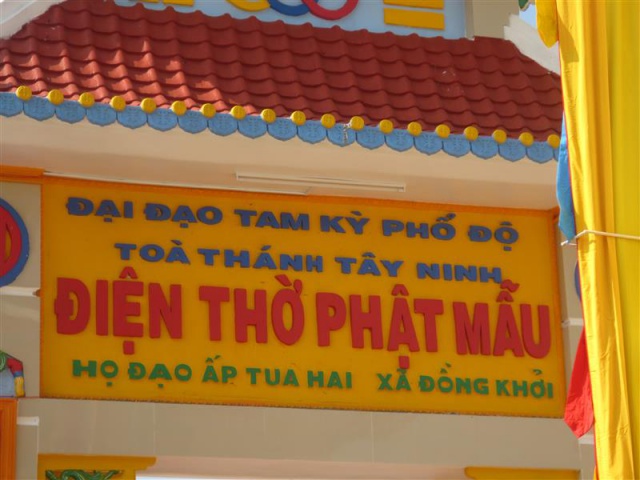 ĐẠI ĐẠO TAM KỲ PHỔ ĐỘ
TOÀ THÁNH TÂY NINH
ĐIỆN THỜ PHẬT MẪU
HỌ ĐẠO ẤP TUA HAI XÃ ĐỒNG KHỞI